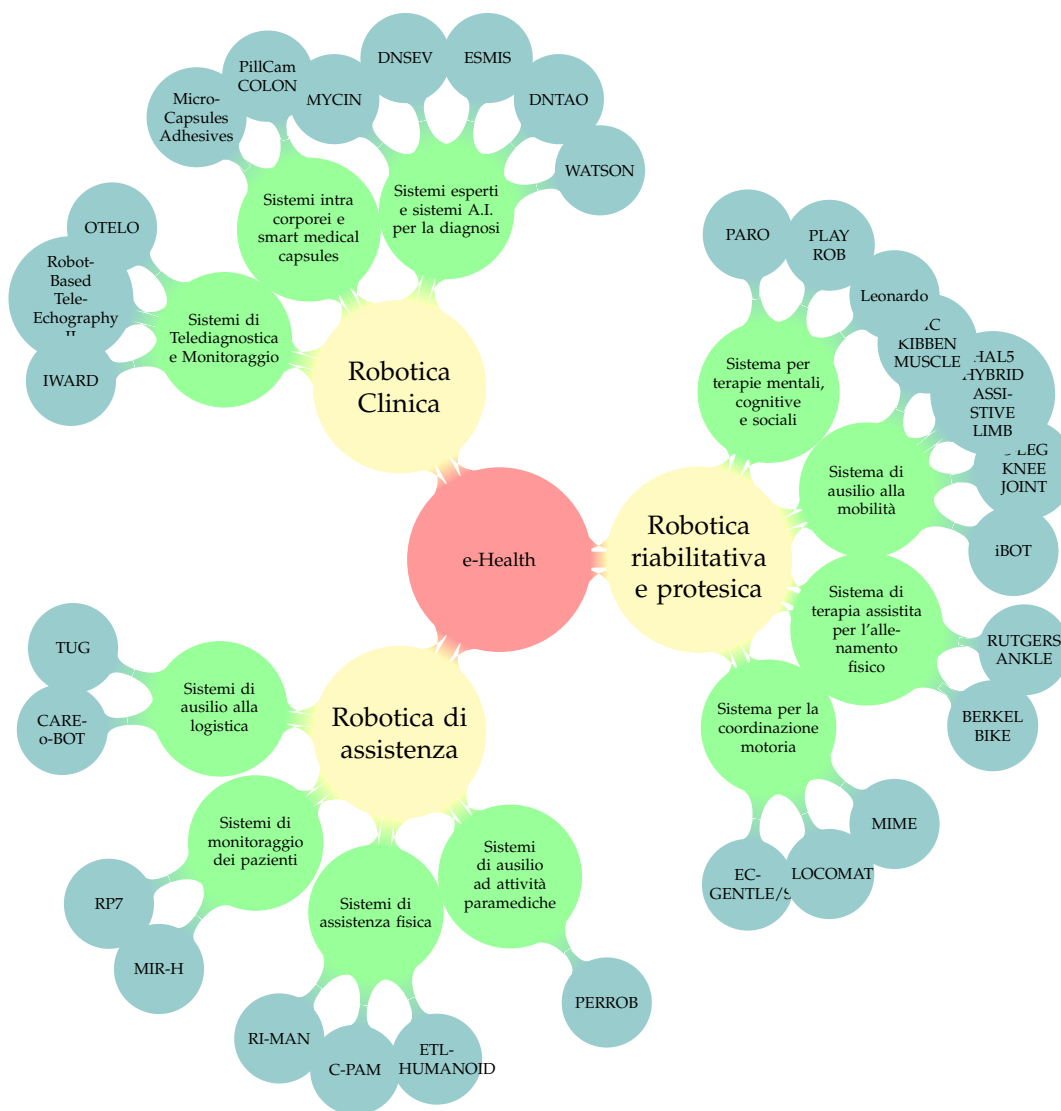 e-Health
Robotica
Clinica
Sistemi esperti
e sistemi A.I.
per la diagnosi
WATSON
DNTAO
ESMIS
DNSEV
MYCIN
Sistemi intra
corporei e
smart medical
capsules
PillCam
COLON
Micro-
Capsules
Adhesives
Sistemi di
Telediagnostica
e Monitoraggio
OTELO
Robot-
Based
Tele-
Echography
IWARD
Robotica
riabilitativa
e protesica
Sistema per
terapie mentali,
cognitive
e sociali
PARO
PLAY
ROB
Leonardo
Sistema di
ausilio alla
mobilità
KIBBEN
MUSCLE
HAL5
HYBRID
ASSI-
STIVE
LIMB
LEG
KNEE
JOINT
iBOT
Sistema di
terapia assistita
per l'alle-
namento
fisico
RUTGERS
ANKLE
BERKEL
BIKE
Sistema per la
coordinazione
motoria
MIME
LOCOMAT
EC-
GENTLE/S
Robotica di
assistenza
Sistemi di
ausilio alla
logistica
TUG
CARE-
o-BOT
Sistemi di
monitoraggio
dei pazienti
RP7
MIR-H
Sistemi di
assistenza fisica
RI-MAN
C-PAM
ETL-
HUMANOID
Sistemi
di ausilio
ad attività
paramediche
PERROB